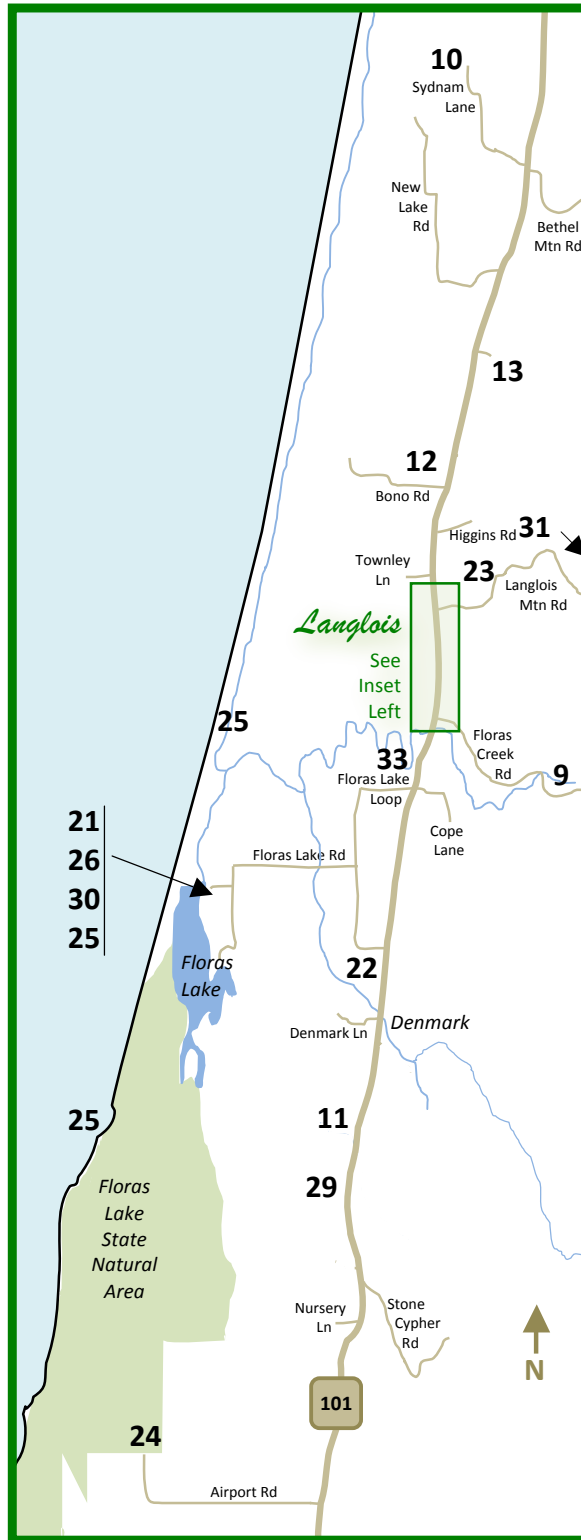 10
Sydnam
Lane
New
Lake
Rd
Bethel
Mtn Rd
13
12
Bono Rd
Higgins Rd
31
Townley
Ln
23
Langlois
Mtn Rd
Langlois
See
Inset
Left
25
33
Floras
Creek
Rd
9
Floras Lake
Loop
Cope
Lane
21
26
30
25
Floras Lake Rd
Floras
Lake
22
Denmark Ln
Denmark
25
11
29
Floras
Lake
State
Natural
Area
Nursery
Ln
Stone
Cypher
Rd
N
101
24
Airport Rd